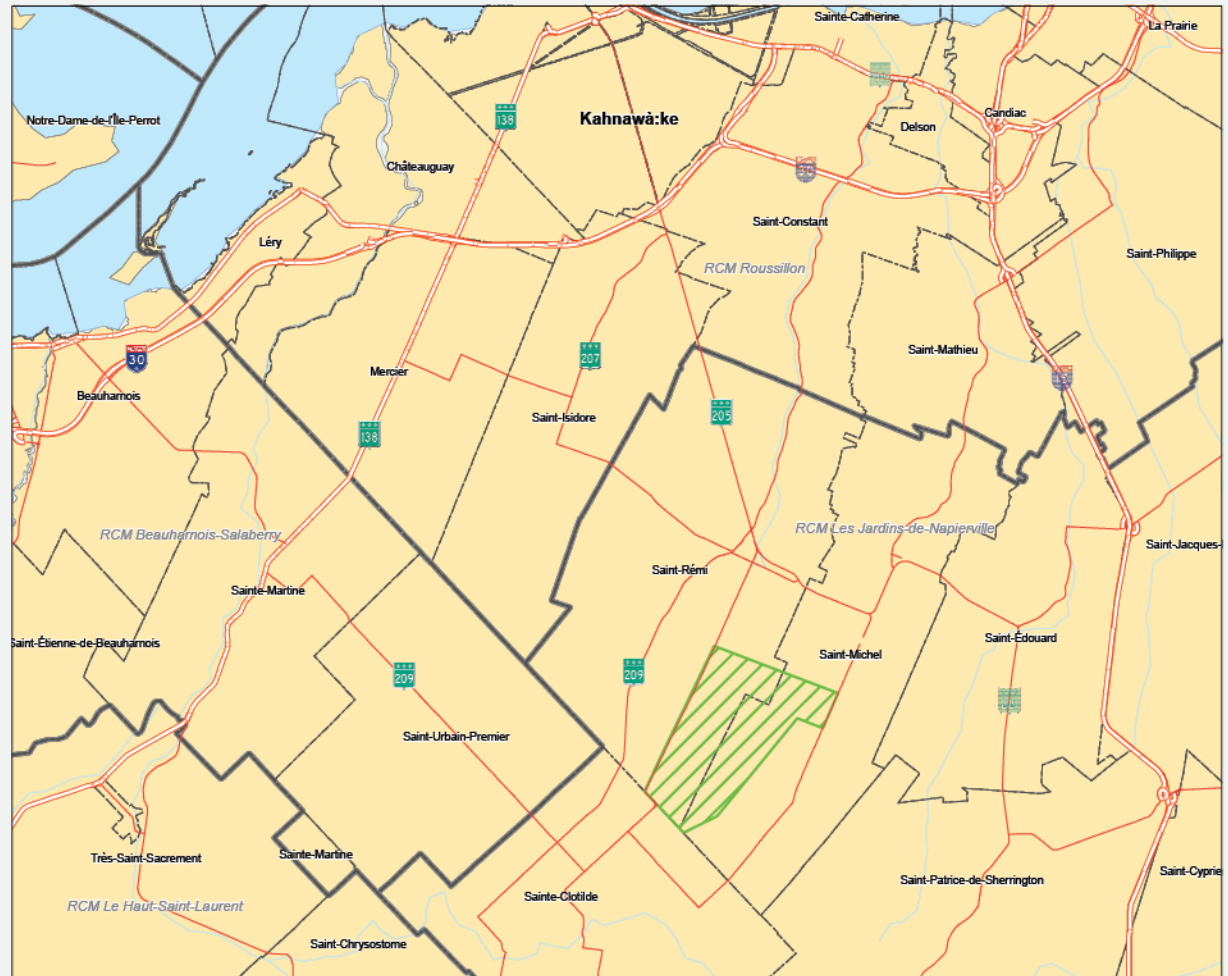 Sainte-Catherine
La Prairie
Notre-Dame-de-l'Île-Perrot
138
Kahnawà:ke
Candiac
Delson
Châteauguay
Saint-Constant
Léry
Saint-Philippe
RCM Roussillon
30
207
Saint-Mathieu
Mercier
Beauharnois
Saint-Isidore
205
138
RCM Beauharnois-Salaberry
RCM Les Jardins-de-Napierville
Saint-Jacques-
Saint-Rémi
Sainte-Martine
Saint-Étienne-de-Beauharnois
Saint-Édouard
Saint-Michel
209
209
Saint-Urbain-Premier
Très-Saint-Sacrement
Sainte-Martine
Saint-Cyprie
Saint-Patrice-de-Sherrington
Sainte-Clotilde
RCM Le Haut-Saint-Laurent
Saint-Chrysostome